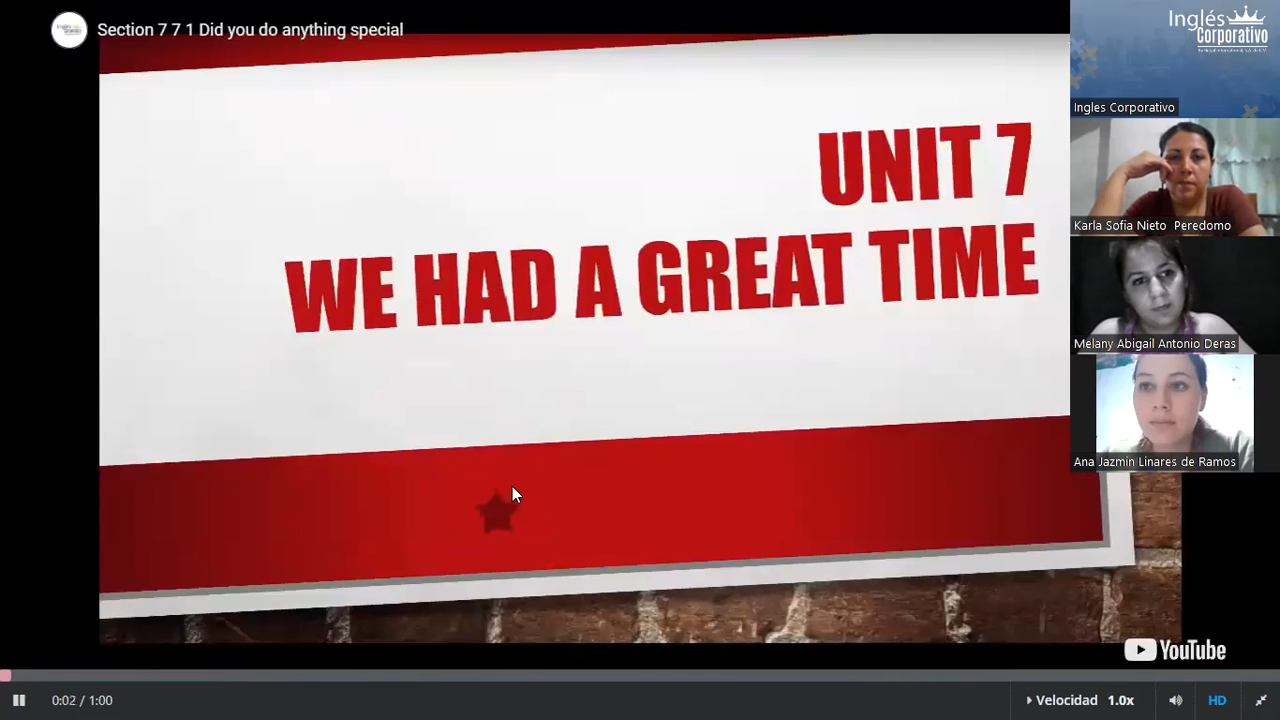 Section 7 7 1 Did you do anything special
UNIT 7
WE HAD A GREAT TIME
Inglés
Corporativo
Ingles Corporativo
Karla Sofía Nieto Peredomo
Melany Abigail Antonio Deras
Ana Jazmin Linares de Ramos
YouTube
0:02 / 1:00
Velocidad 1.0x
HD